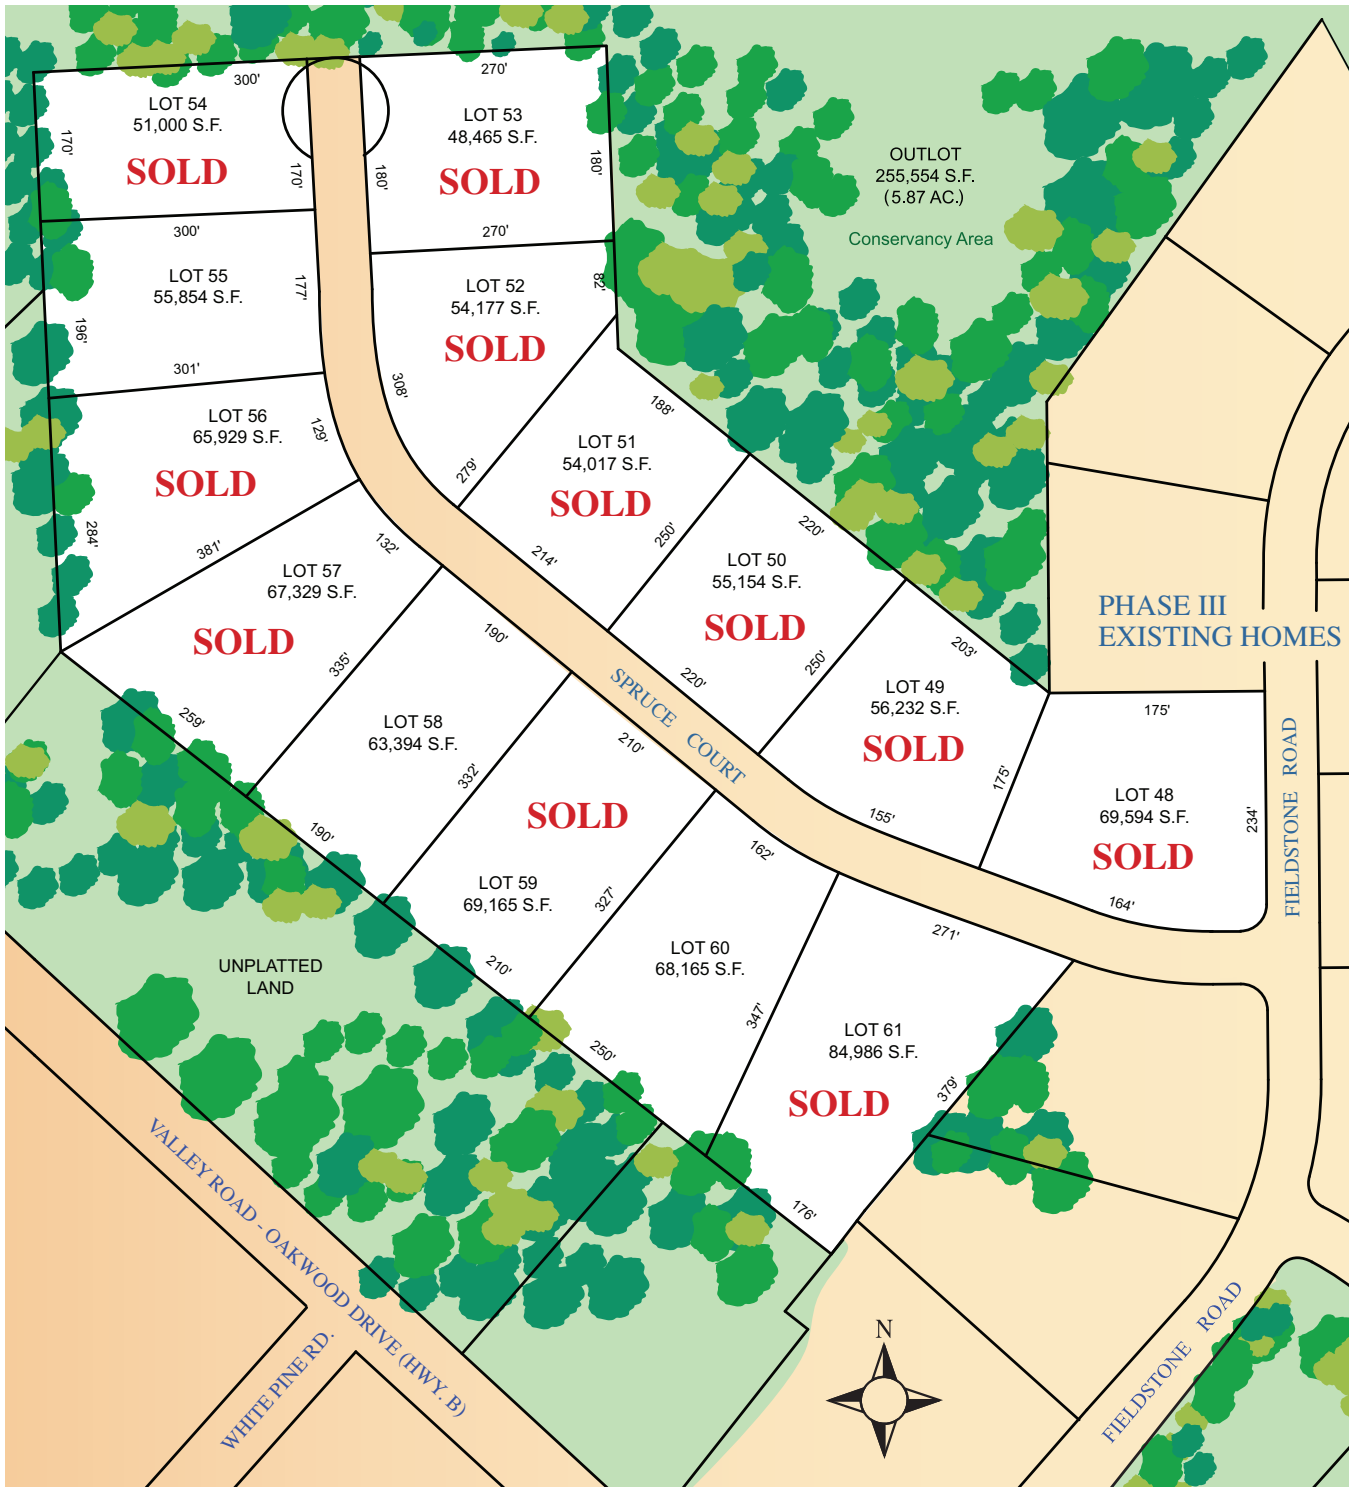 300'
LOT 54
51,000 S.F.
SOLD
170'
170'
270'
LOT 53
48,465 S.F.
SOLD
180'
180'
270'
300'
LOT 55
55,854 S.F.
177'
196'
301'
LOT 52
54,177 S.F.
SOLD
82'
308'
279'
OUTLOT
255,554 S.F.
(5.87 AC.)
Conservancy Area
LOT 56
65,929 S.F.
SOLD
129'
284'
381'
188'
LOT 51
54,017 S.F.
SOLD
214'
250'
LOT 57
67,329 S.F.
SOLD
132'
335'
259'
220'
LOT 50
55,154 S.F.
SOLD
220'
250'
PHASE III
EXISTING HOMES
190'
LOT 58
63,394 S.F.
332'
190'
SPRUCE COURT
203'
LOT 49
56,232 S.F.
SOLD
155'
175'
175'
LOT 48
69,594 S.F.
SOLD
234'
164'
FIELDSTONE ROAD
210'
SOLD
LOT 59
69,165 S.F.
327'
210'
162'
LOT 60
68,165 S.F.
347'
250'
271'
LOT 61
84,986 S.F.
SOLD
379'
176'
UNPLATTED
LAND
VALLEY ROAD - OAKWOOD DRIVE (HWY. B)
WHITE PINE RD.
N
FIELDSTONE ROAD